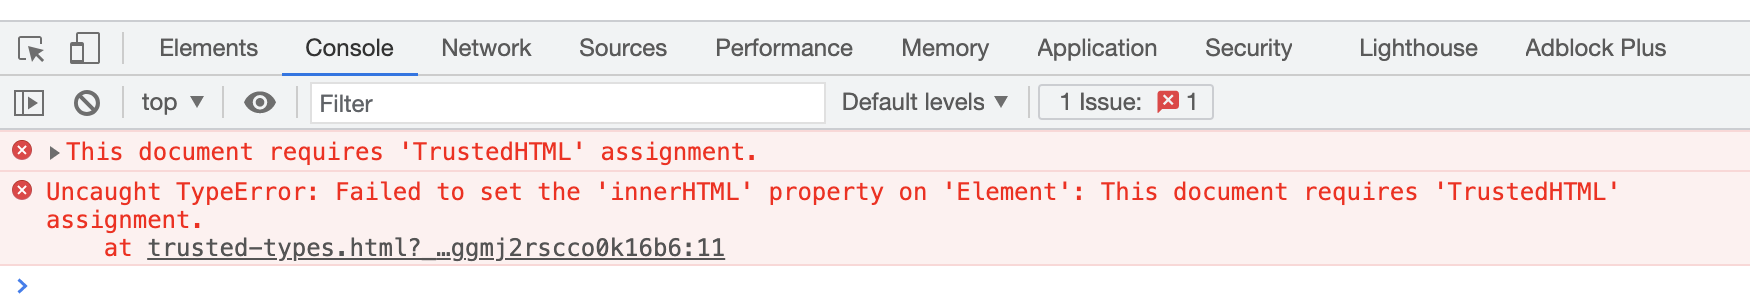 Elements Console Network Sources Performance Memory Application Security Lighthouse Adblock Plus
top Filter Default levels 1 Issue: 1
This document requires 'TrustedHTML' assignment.
Uncaught TypeError: Failed to set the 'innerHTML' property on 'Element': This document requires 'TrustedHTML'
assignment.
at trusted-types.html?_…ggmj2rscco0k16b6:11